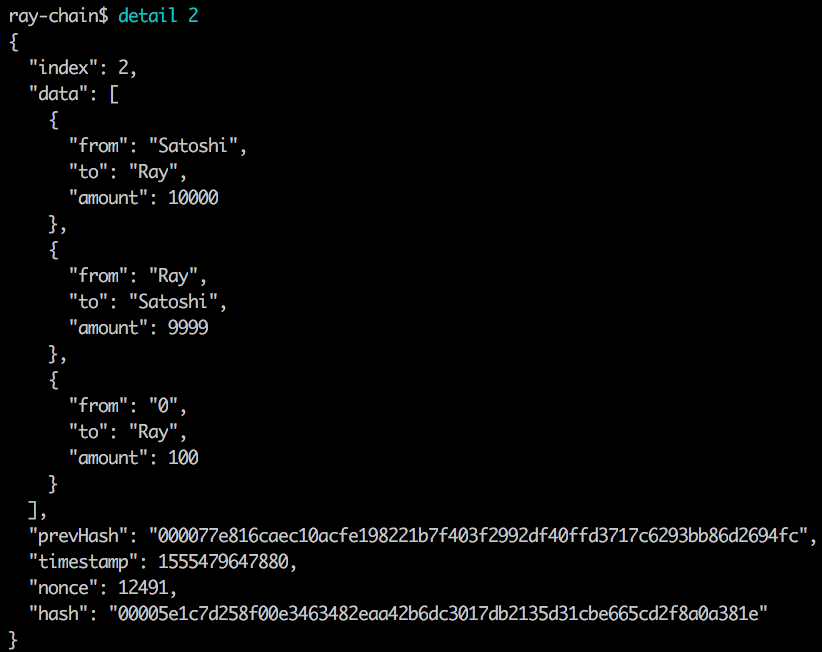 ray-chain$ detail 2
{
  "index": 2,
  "data": [
    {
      "from": "Satoshi",
      "to": "Ray",
      "amount": 10000
    },
    {
      "from": "Ray",
      "to": "Satoshi",
      "amount": 9999
    },
    {
      "from": "0",
      "to": "Ray",
      "amount": 100
    }
  ],
  "prevHash": "000077e816caec10acfe198221b7f403f2992df40ffd3717c6293bb86d2694fc",
  "timestamp": 1555479647880,
  "nonce": 12491,
  "hash": "00005e1c7d258f00e3463482eaa42b6dc3017db2135d31cbe665cd2f8a0a381e"
}